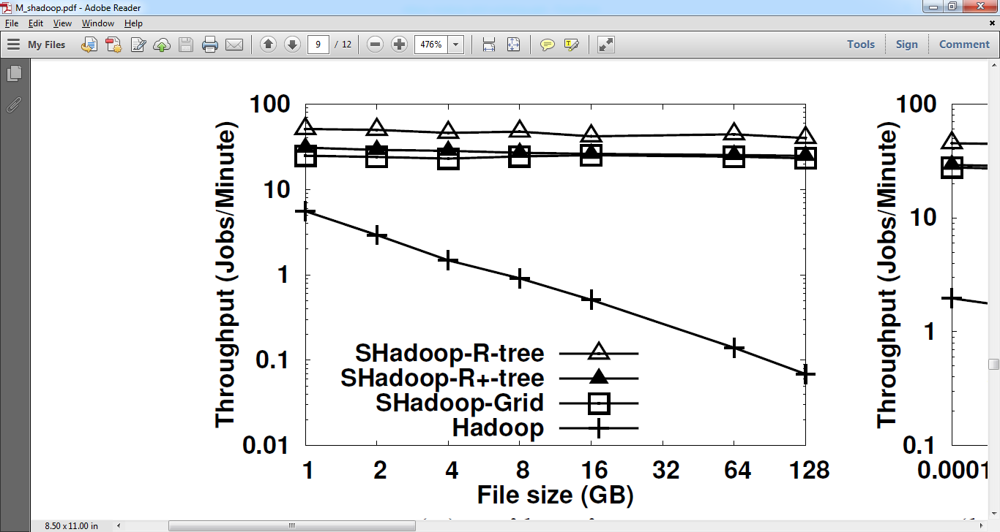 M_shadoop.pdf - Adobe Reader
File Edit View Window Help
My Files 9 / 12 476% Tools Sign Comment
Throughput (Jobs/Minute)
100
10
1
0.1
0.01
SHadoop-R-tree
SHadoop-R+-tree
SHadoop-Grid
Hadoop
1 2 4 8 16 32 64 128
File size (GB)
Throughput (Jobs/Minute)
100
10
1
0.1
0.0001
8.50 x 11.00 in